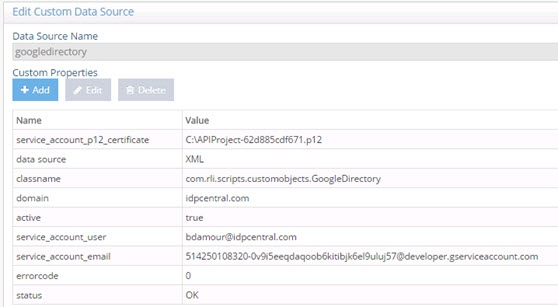 Edit Custom Data Source
Data Source Name
googledirectory
Custom Properties
Add Edit Delete
Name Value
service_account_p12_certificate C:\APIProject-62d885cdf671.p12
data source XML
classname com.rli.scripts.customobjects.GoogleDirectory
domain idpcentral.com
active true
service_account_user bdamour@idpcentral.com
service_account_email 514250108320-0v9i5eeqdaqoob6kitibjk6el9uluj57@developer.gserviceaccount.com
errorcode 0
status OK